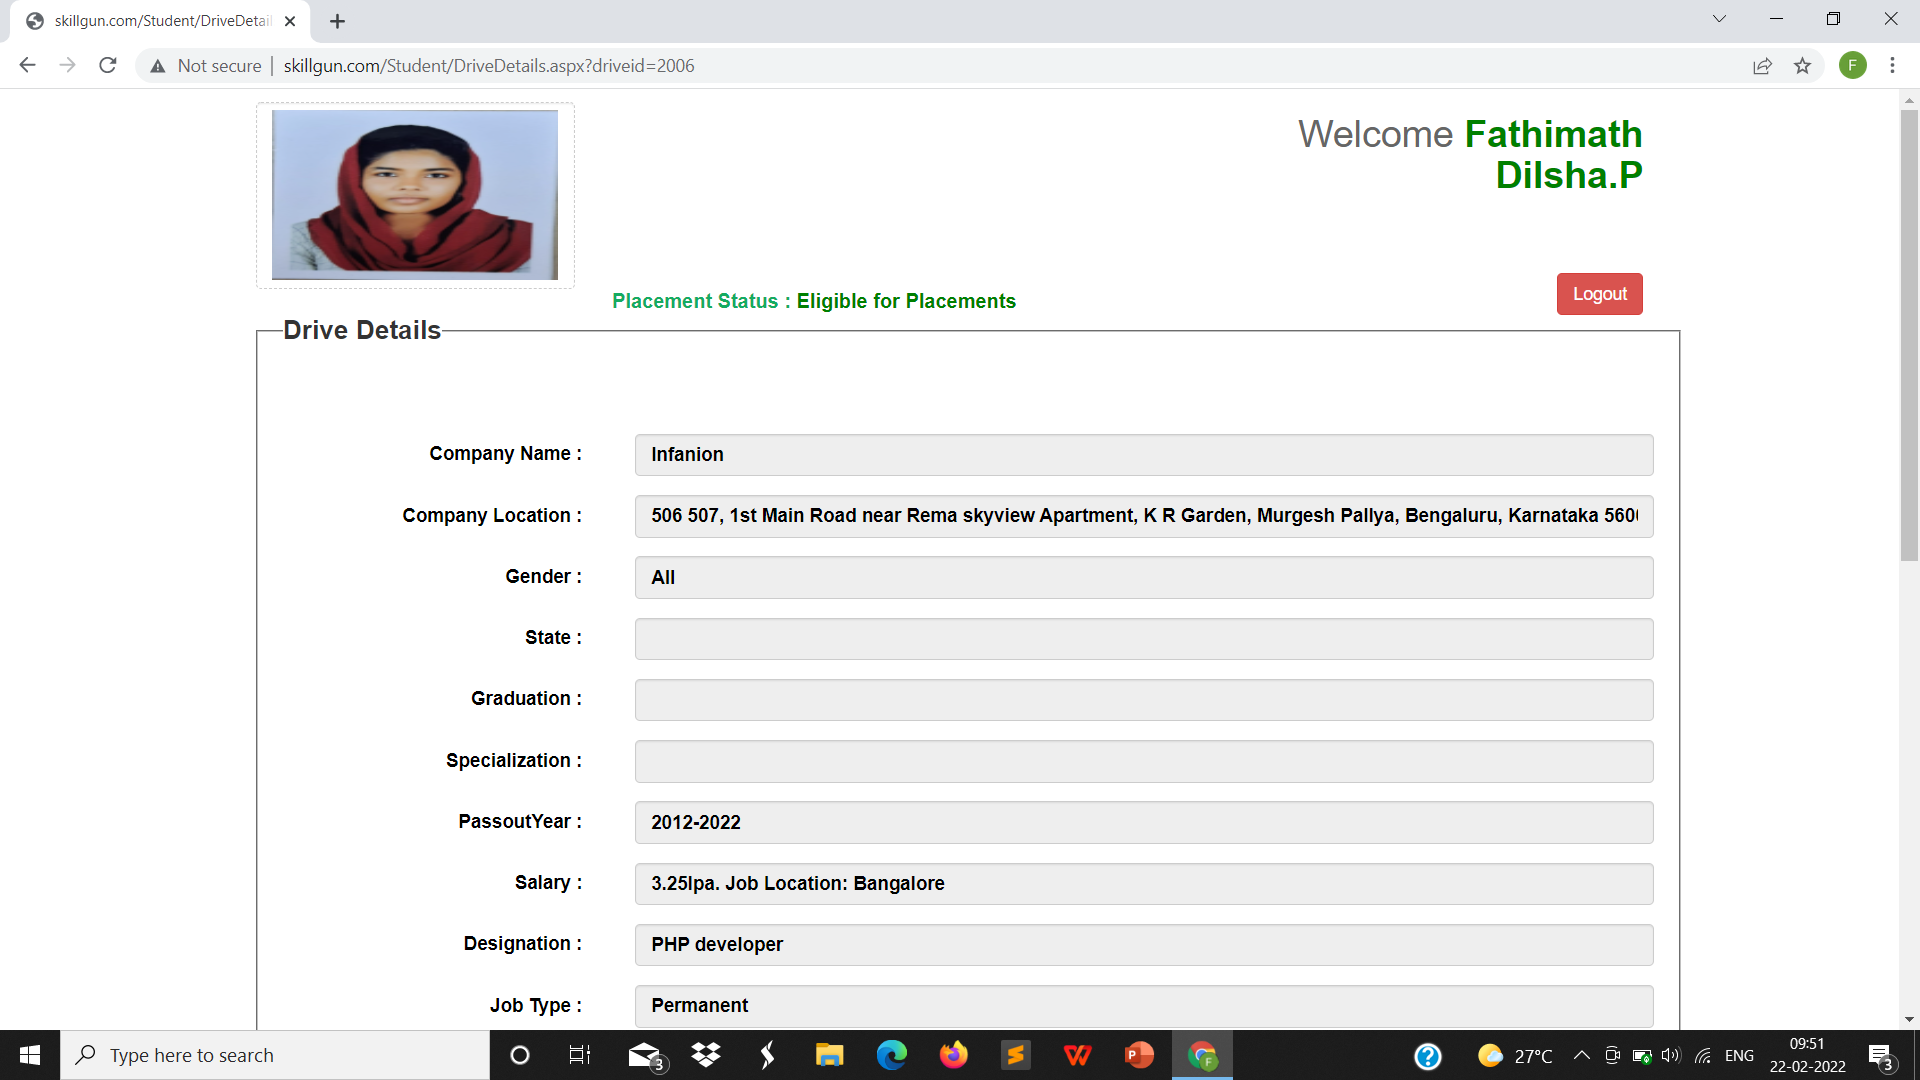 skillgun.com/Student/DriveDetail
Not secure | skillgun.com/Student/DriveDetails.aspx?driveid=2006
F
Welcome Fathimath
Dilsha.P
Placement Status : Eligible for Placements
Logout
Drive Details
Company Name : Infanion
Company Location : 506 507, 1st Main Road near Rema skyview Apartment, K R Garden, Murgesh Pallya, Bengaluru, Karnataka 560
Gender : All
State :
Graduation :
Specialization :
PassoutYear : 2012-2022
Salary : 3.25lpa. Job Location: Bangalore
Designation : PHP developer
Job Type : Permanent
Type here to search
3
27°C
ENG
09:51
22-02-2022
3